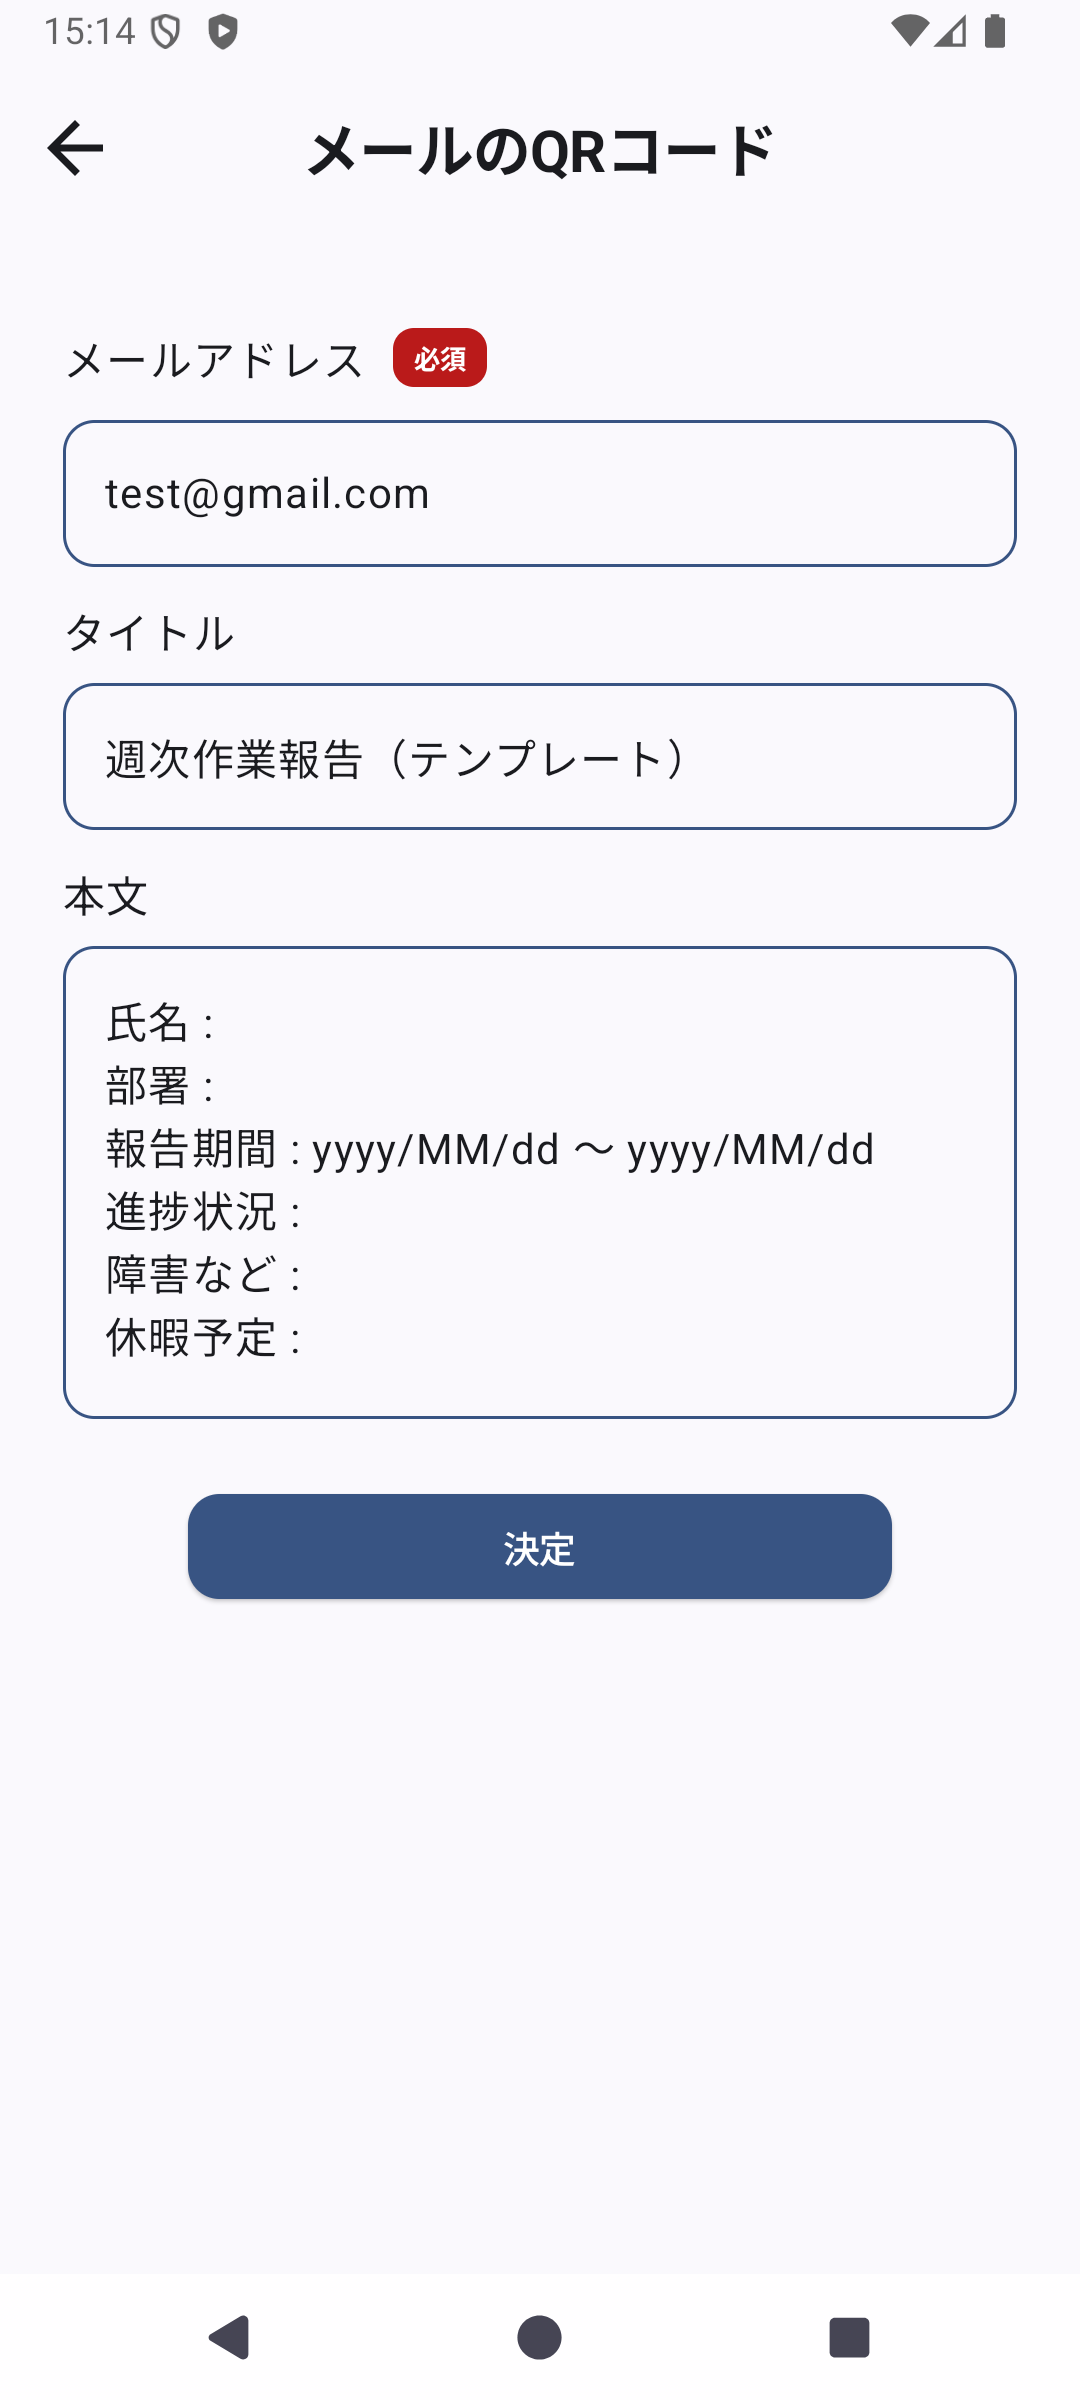 15:14
メールのQRコード
メールアドレス 必須
test@gmail.com
タイトル
週次作業報告（テンプレート）
本文
氏名 :
部署 :
報告期間 : yyyy/MM/dd 〜 yyyy/MM/dd
進捗状況 :
障害など :
休暇予定 :
決定